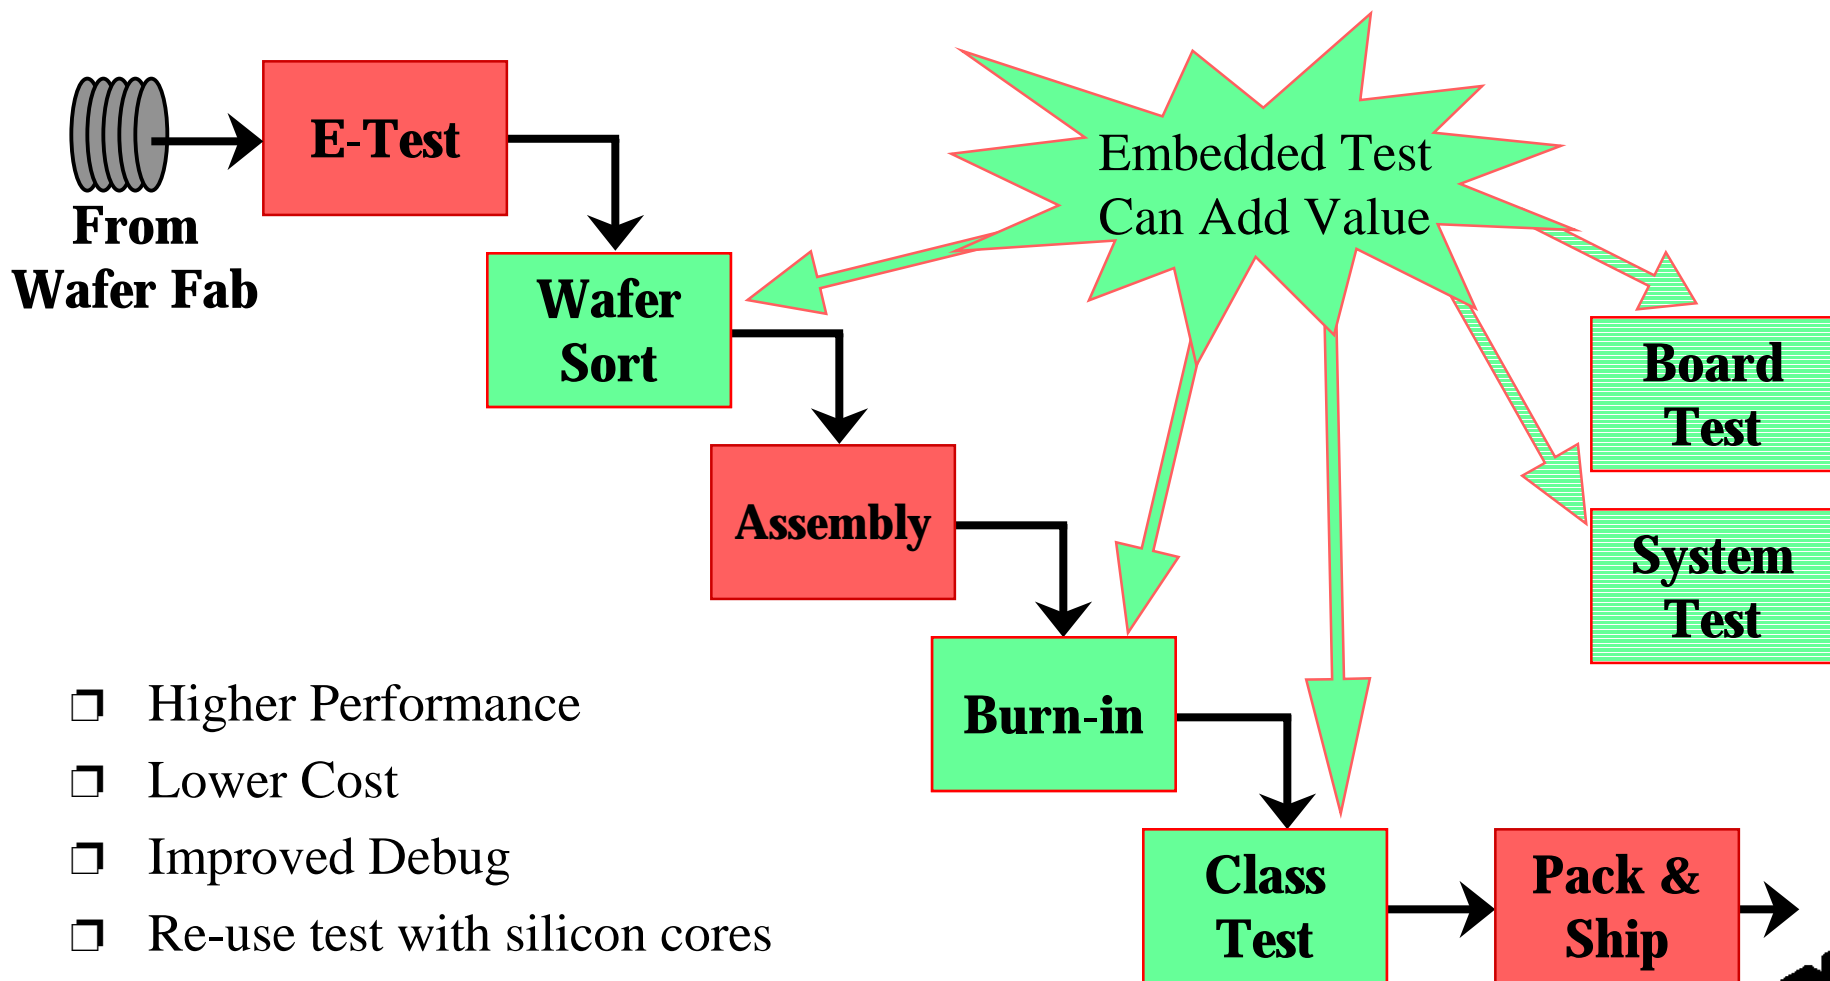 E-Test
From
Wafer Fab
Embedded Test
Can Add Value
Wafer
Sort
Board
Test
Assembly
System
Test
Burn-in
Class
Test
Pack &
Ship
Higher Performance
Lower Cost
Improved Debug
Re-use test with silicon cores